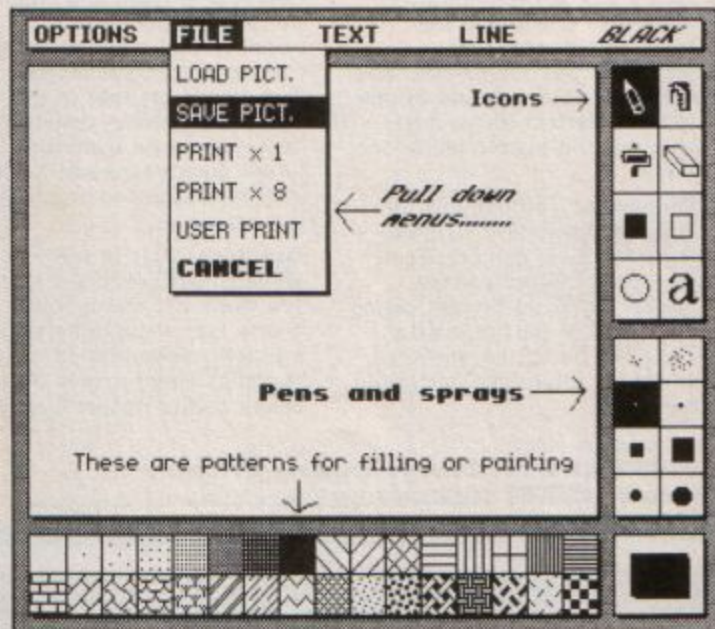 OPTIONS FILE TEXT LINE BLACK
LOAD PICT.
SAVE PICT.
PRINT x 1
PRINT x 8
USER PRINT
CANCEL
Icons
Pull down
menus........
a
Pens and sprays
These are patterns for filling or painting